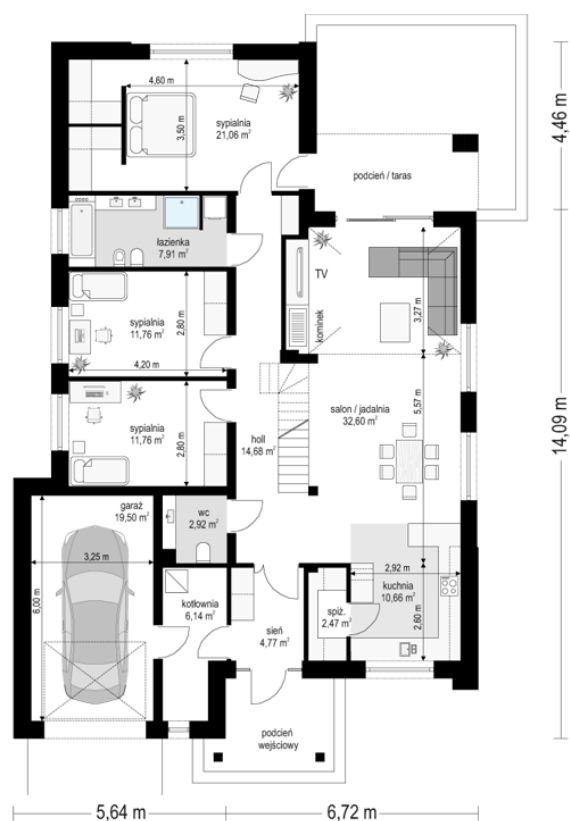 4,60 m
3,50 m
sypialnia
21,06 m²
4,46 m
podcień / taras
łazienka
7,91 m²
TV
kominek
3,27 m
sypialnia
11,76 m²
2,80 m
4,20 m
sypialnia
11,76 m²
2,80 m
holl
14,68 m²
salon / jadalnia
32,60 m²
5,57 m
14,09 m
garaż
19,50 m²
3,25 m
6,00 m
wc
2,92 m²
kotłownia
6,14 m²
sień
4,77 m²
spiż.
2,47 m²
2,92 m
kuchnia
10,66 m²
2,60 m
podcień
wejściowy
5,64 m
6,72 m